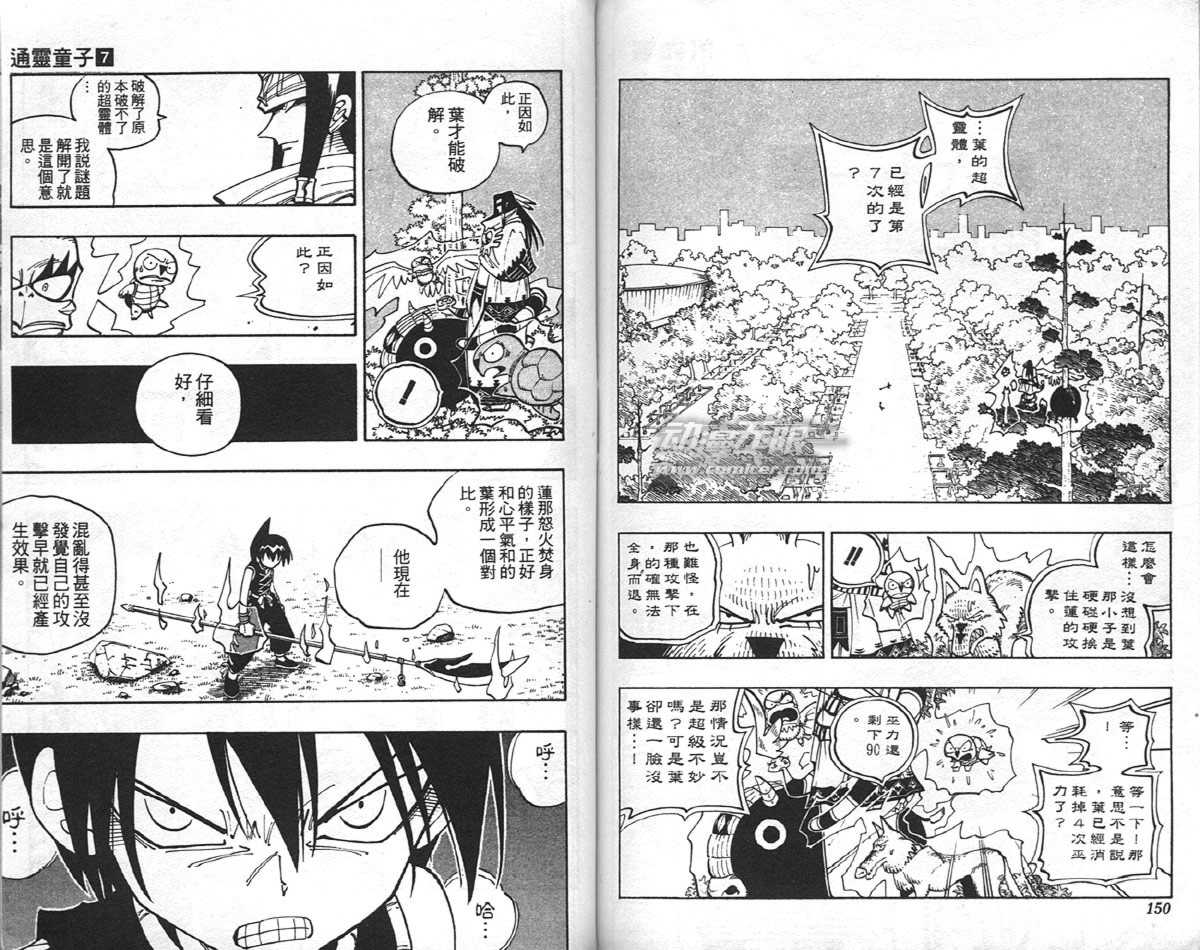 …葉的超
靈體，
已經是第
7次的了
？
怎麼會
這樣…沒想到葉
那小子是
硬碰硬挨
住蓮的攻
擊。
!!
也難怪，在
那種攻擊下
，的確無法
全身而退。
等…
！
等一下！那
意思不是說
，葉已經消
耗掉4次巫
力了？
巫力還
剩下90
。
那情況豈不
是超級不妙
嗎？可是葉
卻還一臉沒
事樣…！
150
通靈童子7
正因如
此，
葉才能破
解。
!
破解了原
本破不了
的超靈體
…
我說謎題
解開了就
是這個意
思。
正因如
此？
仔細看
好，
蓮那怒火焚身
的樣子，正好
和心平氣和的
葉形成一個對
比。
他現在
——
混亂得甚至沒
發覺自己的攻
擊早就已經產
生效果。
呼…
呼…
哈…
动漫无限
www.comicer.com